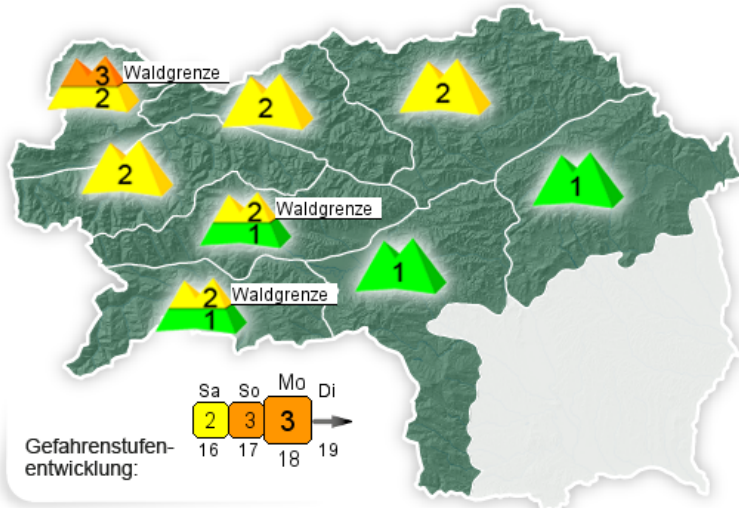 3 Waldgrenze
2
2
2
2
1
2 Waldgrenze
1
1
2 Waldgrenze
1
Sa So Mo Di
2 3 3
16 17 18 19
Gefahrenstufen-
entwicklung: